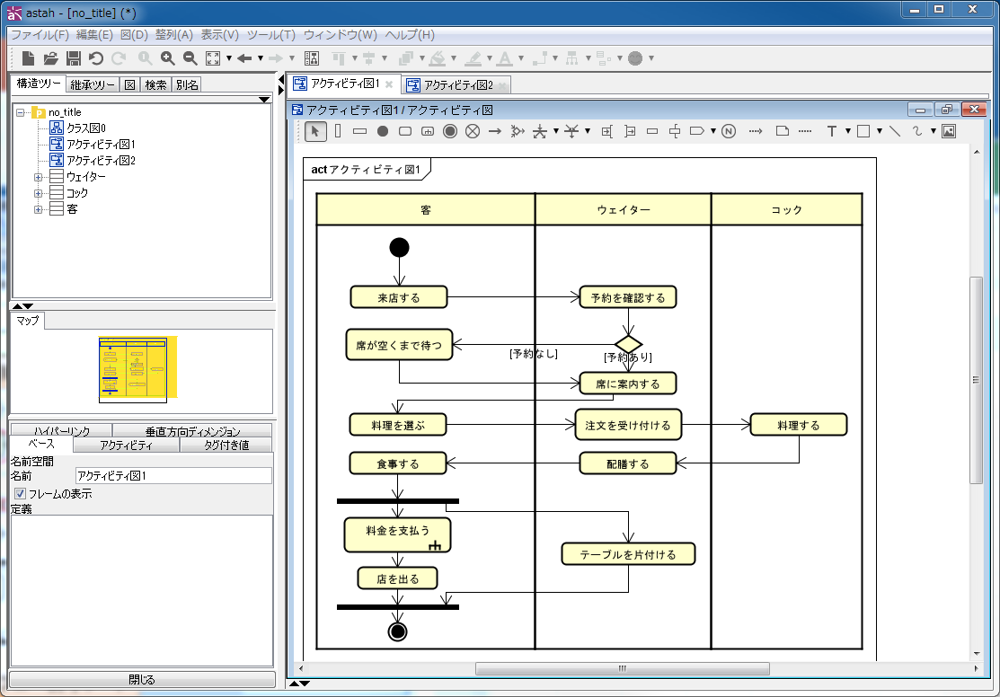 astah - [no_title] (*)
ファイル(F) 編集(E) 図(D) 整列(A) 表示(V) ツール(T) ウィンドウ(W) ヘルプ(H)
構造ツリー 継承ツリー 図 検索 別名
no_title
クラス図0
アクティビティ図1
アクティビティ図2
ウェイター
コック
客
マップ
ハイパーリンク 垂直方向ディメンジョン
ベース アクティビティ タグ付き値
名前空間
名前 アクティビティ図1
フレームの表示
定義
閉じる
アクティビティ図1 アクティビティ図2
アクティビティ図1 / アクティビティ図
N T
act アクティビティ図1
客 ウェイター コック
来店する 予約を確認する
席が空くまで待つ [予約なし] [予約あり]
席に案内する
料理を選ぶ 注文を受け付ける 料理する
食事する 配膳する
料金を支払う
テーブルを片付ける
店を出る